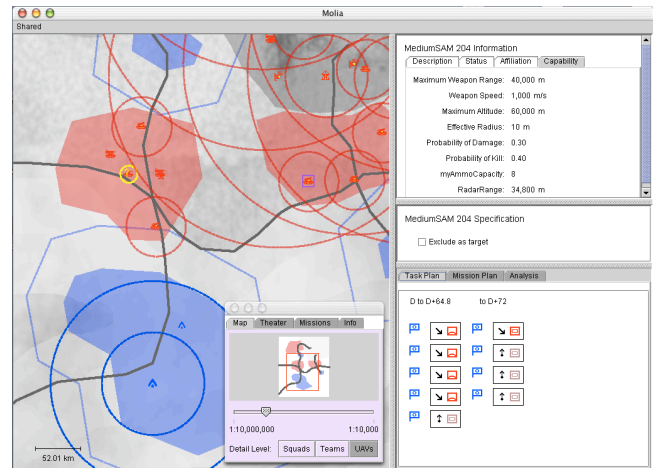 Molia
Shared
MediumSAM 204 Information
Description Status Affiliation Capability
Maximum Weapon Range: 40,000 m
Weapon Speed: 1,000 m/s
Maximum Altitude: 60,000 m
Effective Radius: 10 m
Probability of Damage: 0.30
Probability of Kill: 0.40
myAmmoCapacity: 8
RadarRange: 34,800 m
MediumSAM 204 Specification
Exclude as target
Task Plan Mission Plan Analysis
D to D+64.8 to D+72
Map Theater Missions Info
1:10,000,000 1:10,000
Detail Level: Squads Teams UAVs
52.01 km